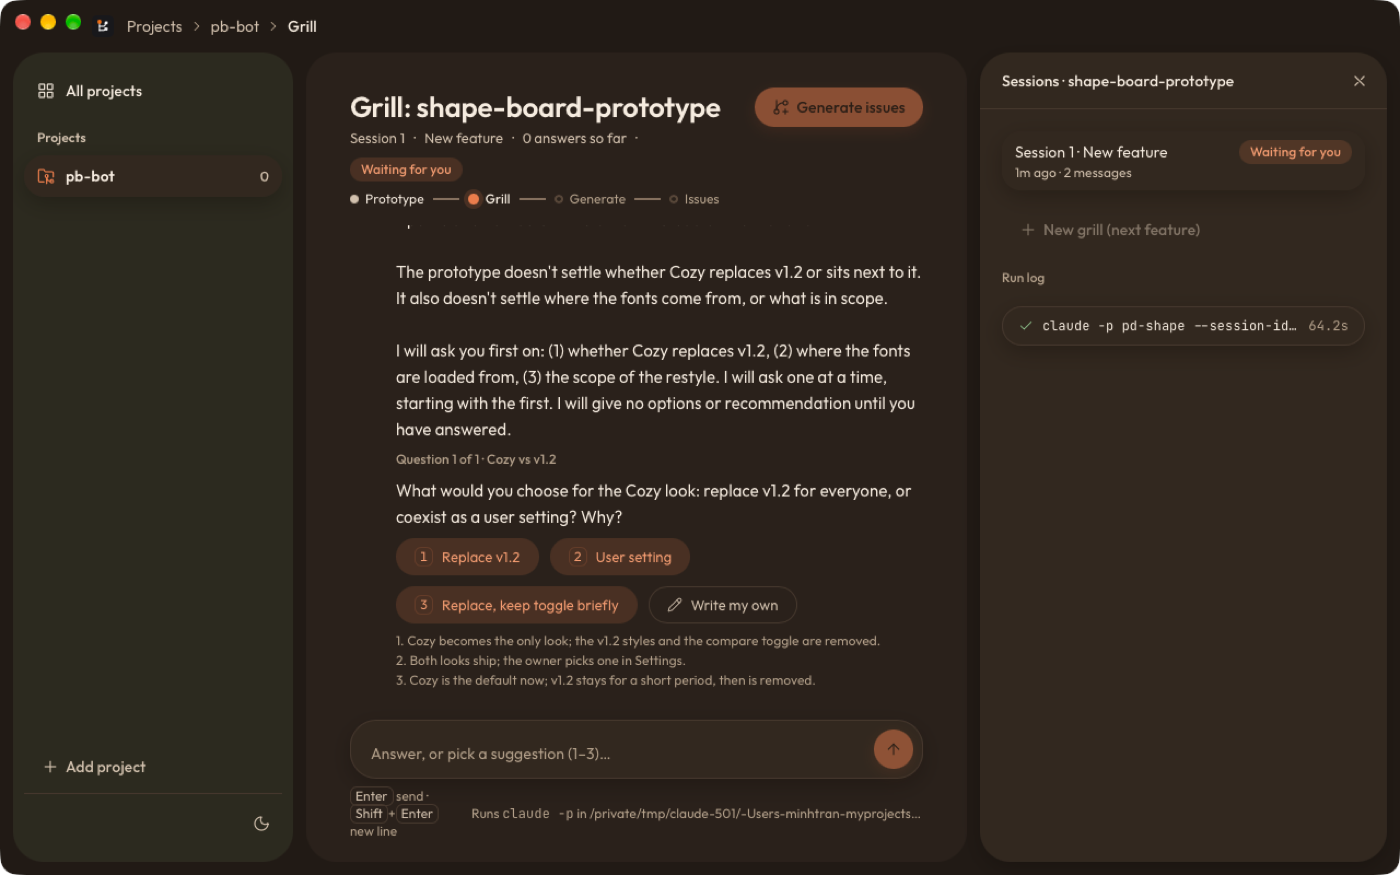 Projects > pb-bot > Grill
All projects
Projects
pb-bot 0
Add project
Grill: shape-board-prototype
Generate issues
Session 1 · New feature · 0 answers so far ·
Waiting for you
Prototype Grill Generate Issues
The prototype doesn't settle whether Cozy replaces v1.2 or sits next to it.
It also doesn't settle where the fonts come from, or what is in scope.
I will ask you first on: (1) whether Cozy replaces v1.2, (2) where the fonts
are loaded from, (3) the scope of the restyle. I will ask one at a time,
starting with the first. I will give no options or recommendation until you
have answered.
Question 1 of 1 · Cozy vs v1.2
What would you choose for the Cozy look: replace v1.2 for everyone, or
coexist as a user setting? Why?
1 Replace v1.2 2 User setting
3 Replace, keep toggle briefly Write my own
1. Cozy becomes the only look; the v1.2 styles and the compare toggle are removed.
2. Both looks ship; the owner picks one in Settings.
3. Cozy is the default now; v1.2 stays for a short period, then is removed.
Answer, or pick a suggestion (1–3)…
Enter send ·
Shift + Enter
new line
Runs claude -p in /private/tmp/claude-501/-Users-minhtran-myprojects…
Sessions · shape-board-prototype
Session 1 · New feature Waiting for you
1m ago · 2 messages
New grill (next feature)
Run log
claude -p pd-shape --session-id… 64.2s